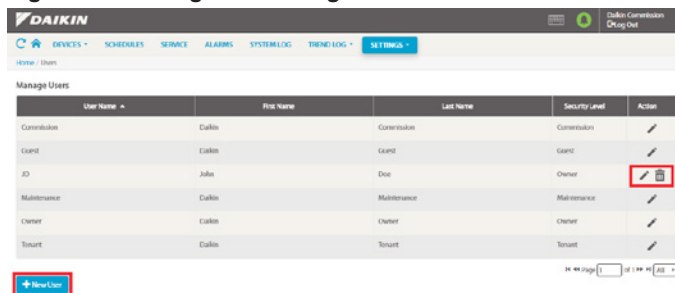 DAIKIN
Daikin Commission
Log Out
DEVICES SCHEDULES SERVICE ALARMS SYSTEM LOG TREND LOG SETTINGS
Home / Users
Manage Users
User Name First Name Last Name Security Level Action
Commission Daikin Commission Commission
Guest Daikin Guest Guest
JD John Doe Owner
Maintenance Daikin Maintenance Maintenance
Owner Daikin Owner Owner
Tenant Daikin Tenant Tenant
Page 1 of 1 All
+ New User